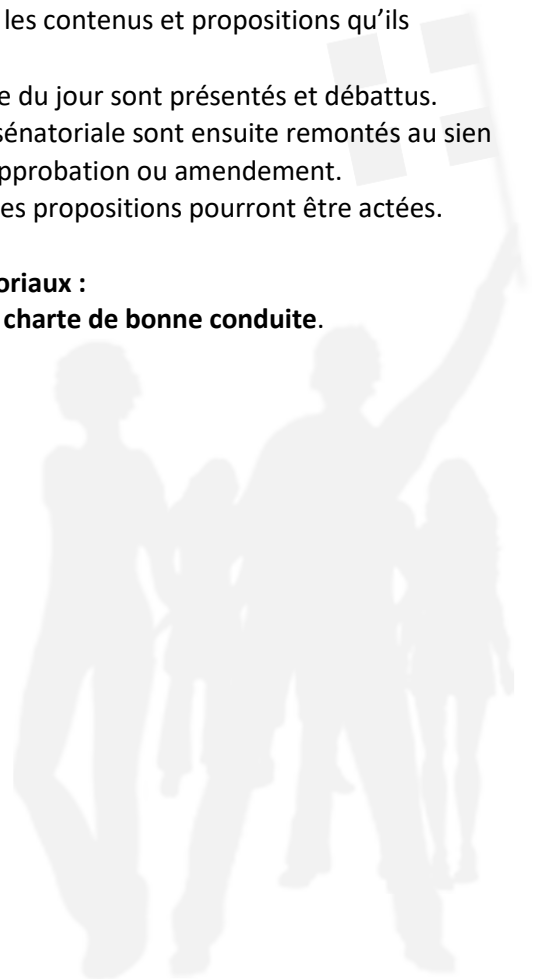 les contenus et propositions qu’ils
e du jour sont présentés et débattus.
sénatoriale sont ensuite remontés au sien
pprobation ou amendement.
es propositions pourront être actées.
oriaux :
charte de bonne conduite.